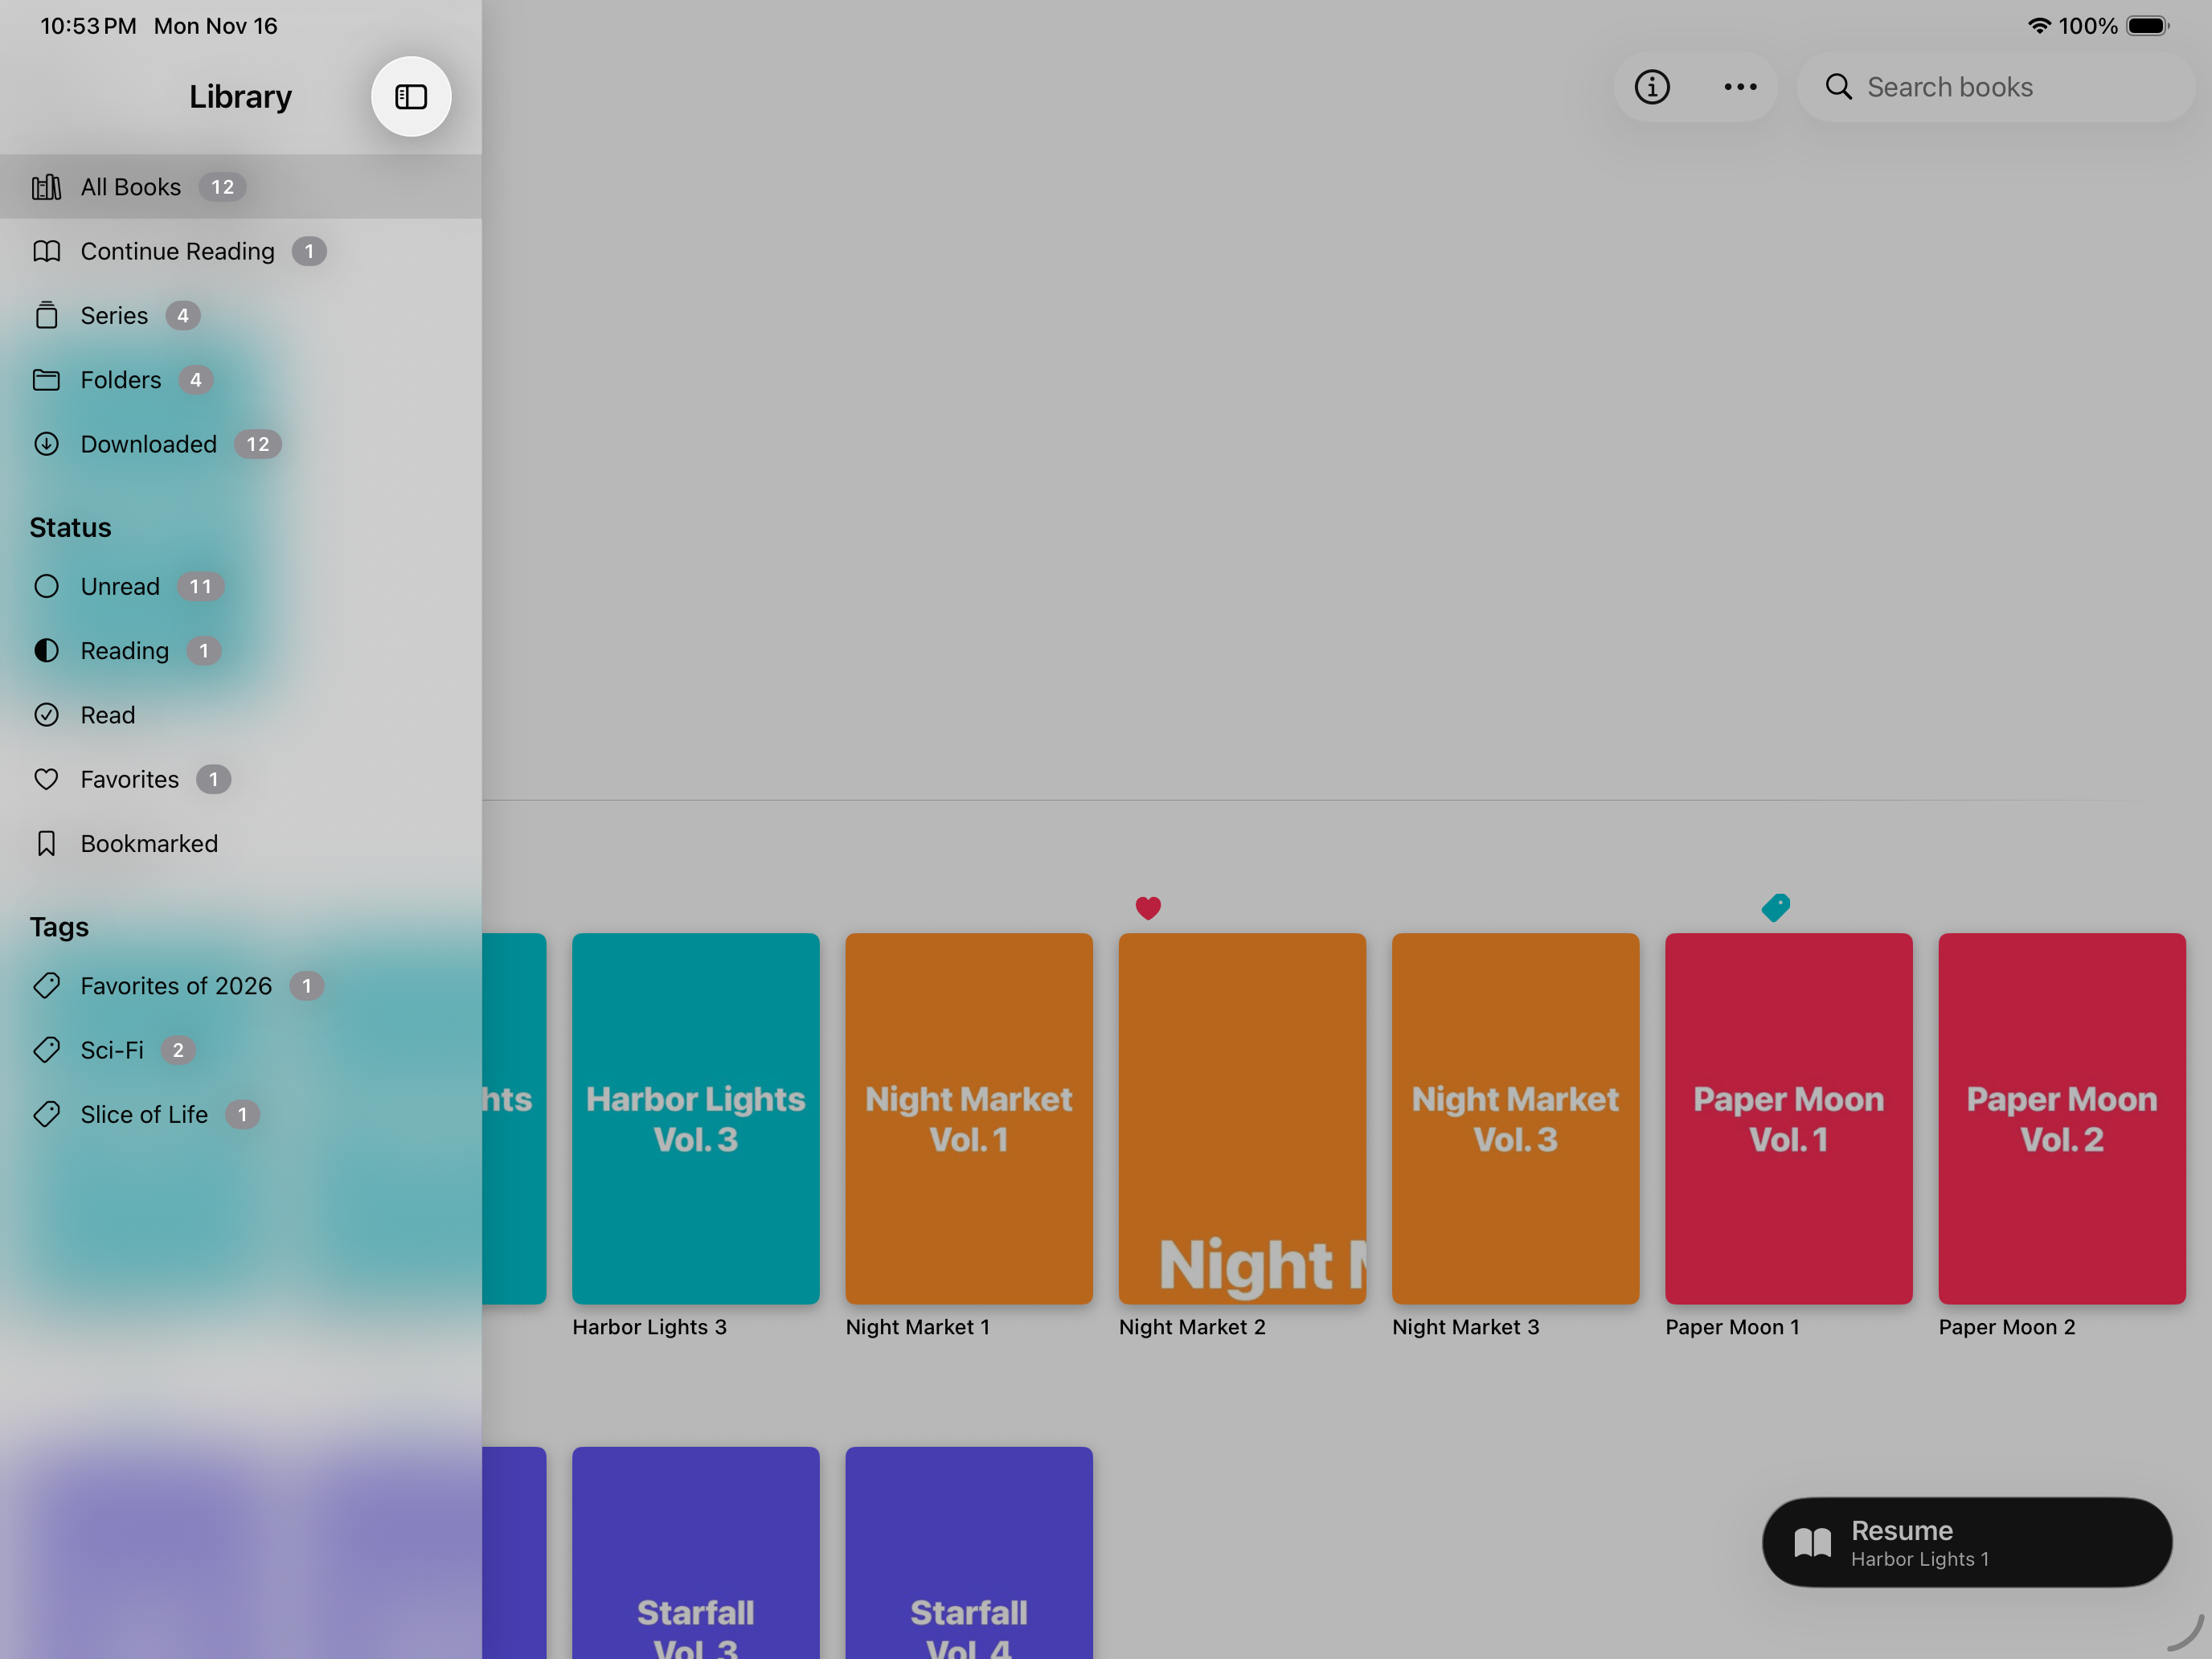 10:53 PM Mon Nov 16
100%
Library
Search books
All Books 12
Continue Reading 1
Series 4
Folders 4
Downloaded 12
Status
Unread 11
Reading 1
Read
Favorites 1
Bookmarked
Tags
Favorites of 2026 1
Sci-Fi 2
Slice of Life 1
hts
Harbor Lights
Vol. 3
Night Market
Vol. 1
Night M
Night Market
Vol. 3
Paper Moon
Vol. 1
Paper Moon
Vol. 2
Harbor Lights 3
Night Market 1
Night Market 2
Night Market 3
Paper Moon 1
Paper Moon 2
Starfall
Vol. 3
Starfall
Vol. 4
Resume
Harbor Lights 1